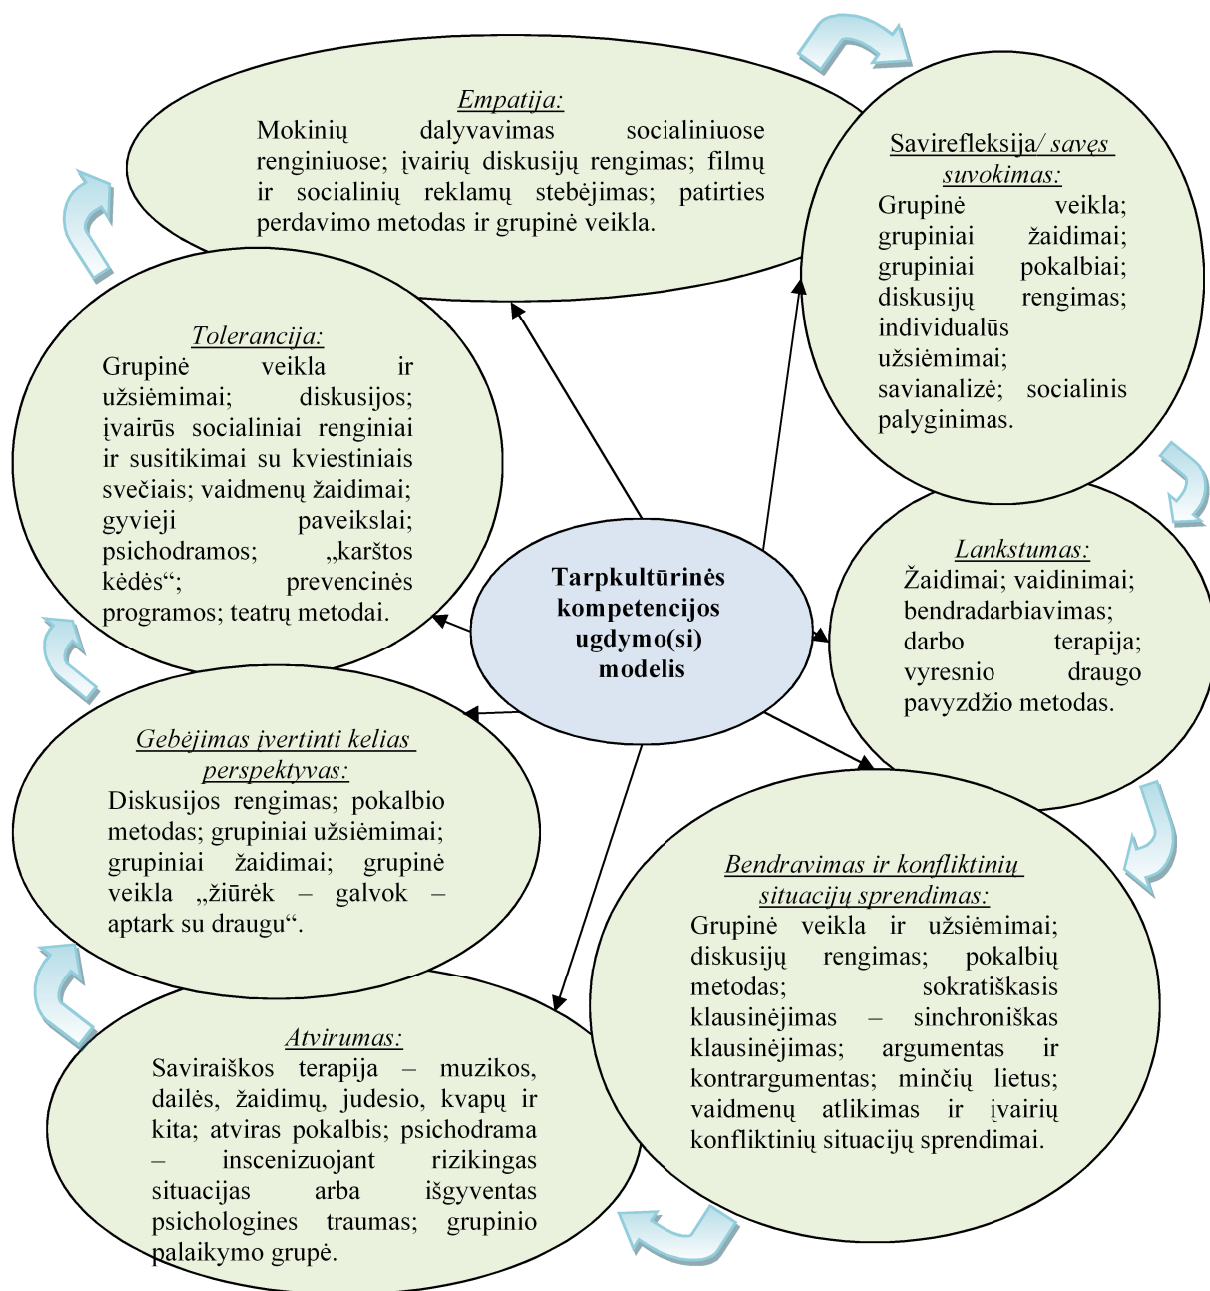 Empatija:
Mokinių dalyvavimas socialiniuose
renginiuose; įvairių diskusijų rengimas; filmų
ir socialinių reklamų stebėjimas; patirties
perdavimo metodas ir grupinė veikla.
Savirefleksija/ savęs
suvokimas:
Grupinė veikla;
grupiniai žaidimai;
grupiniai pokalbiai;
diskusijų rengimas;
individualūs
užsiėmimai;
savianalizė; socialinis
palyginimas.
Tolerancija:
Grupinė veikla ir
užsiėmimai; diskusijos;
įvairūs socialiniai renginiai
ir susitikimai su kviestiniais
svečiais; vaidmenų žaidimai;
gyvieji paveikslai;
psichodramos; „karštos
kėdės“; prevencinės
programos; teatrų metodai.
Tarpkultūrinės
kompetencijos
ugdymo(si)
modelis
Lankstumas:
Žaidimai; vaidinimai;
bendradarbiavimas;
darbo terapija;
vyresnio draugo
pavyzdžio metodas.
Gebėjimas įvertinti kelias
perspektyvas:
Diskusijos rengimas; pokalbio
metodas; grupiniai užsiėmimai;
grupiniai žaidimai; grupinė
veikla „žiūrėk – galvok –
aptark su draugu“.
Bendravimas ir konfliktinių
situacijų sprendimas:
Grupinė veikla ir užsiėmimai;
diskusijų rengimas; pokalbių
metodas; sokratiškasis
klausinėjimas – sinchroniškas
klausinėjimas; argumentas ir
kontrargumentas; minčių lietus;
vaidmenų atlikimas ir įvairių
konfliktinių situacijų sprendimai.
Atvirumas:
Saviraiškos terapija – muzikos,
dailės, žaidimų, judesio, kvapų ir
kita; atviras pokalbis; psichodrama
– inscenizuojant rizikingas
situacijas arba išgyventas
psichologines traumas; grupinio
palaikymo grupė.